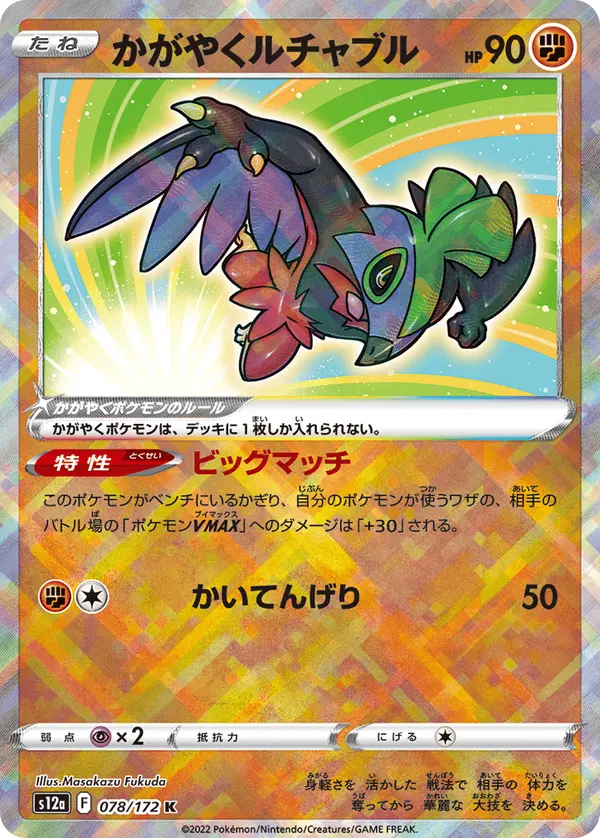 たね かがやくルチャブル HP 90
かがやくポケモンのルール
かがやくポケモンは、デッキに1枚しか入れられない。
特性 ビッグマッチ
このポケモンがベンチにいるかぎり、自分のポケモンが使うワザの、相手の
バトル場の「ポケモンVMAX」へのダメージは「+30」される。
かいてんげり 50
弱点 ×2 抵抗力 にげる
Illus.Masakazu Fukuda
身軽さを 活かした 戦法で 相手の 体力を
奪ってから 華麗な 大技を 決める。
s12a F 078/172 K
©2022 Pokémon/Nintendo/Creatures/GAME FREAK.